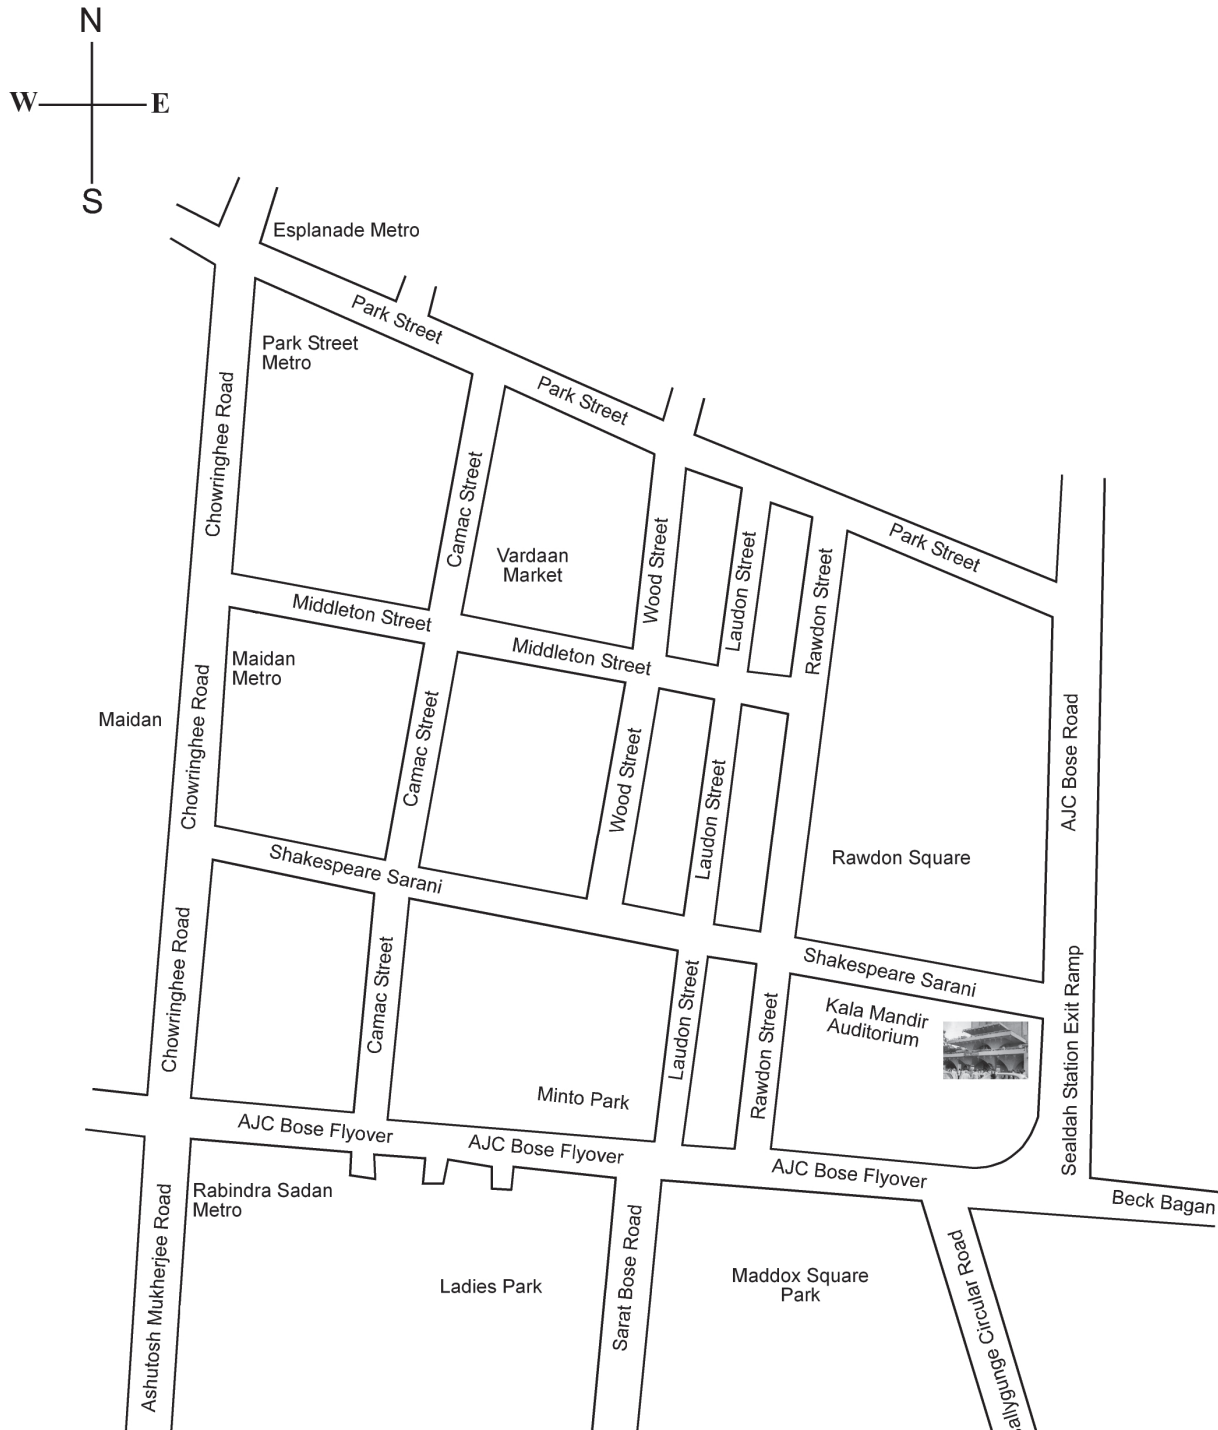 N
W
E
S
Esplanade Metro
Park Street
Park Street Metro
Chowringhee Road
Park Street
Camac Street
Vardaan
Market
Wood Street
Laudon Street
Rawdon Street
Park Street
Middleton Street
Middleton Street
Maidan
Metro
Maidan
Chowringhee Road
Camac Street
Wood Street
Laudon Street
AJC Bose Road
Rawdon Square
Shakespeare Sarani
Chowringhee Road
Camac Street
Laudon Street
Rawdon Street
Shakespeare Sarani
Kala Mandir
Auditorium
Sealdah Station Exit Ramp
Minto Park
AJC Bose Flyover
AJC Bose Flyover
AJC Bose Flyover
Beck Bagan
Rabindra Sadan
Metro
Ashutosh Mukherjee Road
Ladies Park
Sarat Bose Road
Maddox Square
Park
allygunge Circular Road